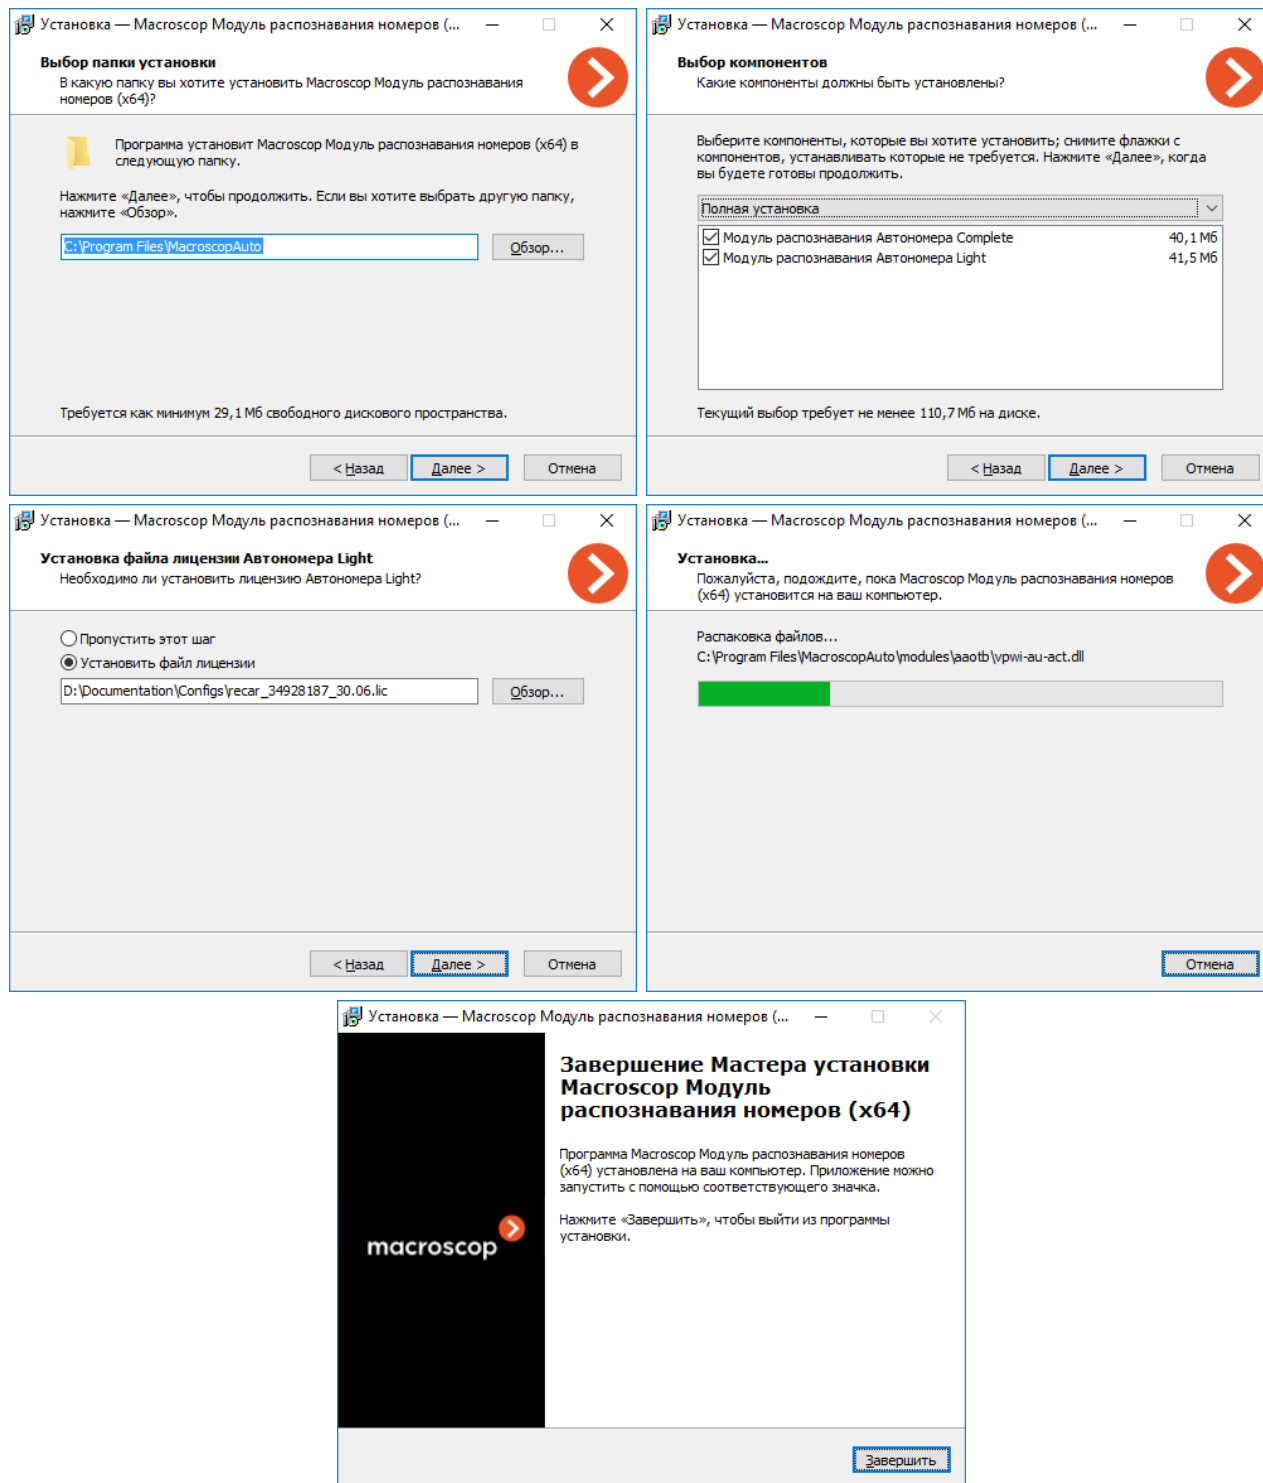 Установка — Macroscop Модуль распознавания номеров (...
Выбор папки установки
В какую папку вы хотите установить Macroscop Модуль распознавания
номеров (x64)?
Программа установит Macroscop Модуль распознавания номеров (x64) в
следующую папку.
Нажмите «Далее», чтобы продолжить. Если вы хотите выбрать другую папку,
нажмите «Обзор».
C:\Program Files\MacroscopAuto
Обзор...
Требуется как минимум 29,1 Мб свободного дискового пространства.
< Назад
Далее >
Отмена
Установка — Macroscop Модуль распознавания номеров (...
Выбор компонентов
Какие компоненты должны быть установлены?
Выберите компоненты, которые вы хотите установить; снимите флажки с
компонентов, устанавливать которые не требуется. Нажмите «Далее», когда
вы будете готовы продолжить.
Полная установка
Модуль распознавания Автономера Complete 40,1 Мб
Модуль распознавания Автономера Light 41,5 Мб
Текущий выбор требует не менее 110,7 Мб на диске.
< Назад
Далее >
Отмена
Установка — Macroscop Модуль распознавания номеров (...
Установка файла лицензии Автономера Light
Необходимо ли установить лицензию Автономера Light?
Пропустить этот шаг
Установить файл лицензии
D:\Documentation\Configs\recar_34928187_30.06.lic
Обзор...
< Назад
Далее >
Отмена
Установка — Macroscop Модуль распознавания номеров (...
Установка...
Пожалуйста, подождите, пока Macroscop Модуль распознавания номеров
(x64) установится на ваш компьютер.
Распаковка файлов...
C:\Program Files\MacroscopAuto\modules\aaotb\vpwi-au-act.dll
Отмена
Установка — Macroscop Модуль распознавания номеров (...
macroscop
Завершение Мастера установки
Macroscop Модуль
распознавания номеров (x64)
Программа Macroscop Модуль распознавания номеров
(x64) установлена на ваш компьютер. Приложение можно
запустить с помощью соответствующего значка.
Нажмите «Завершить», чтобы выйти из программы
установки.
Завершить